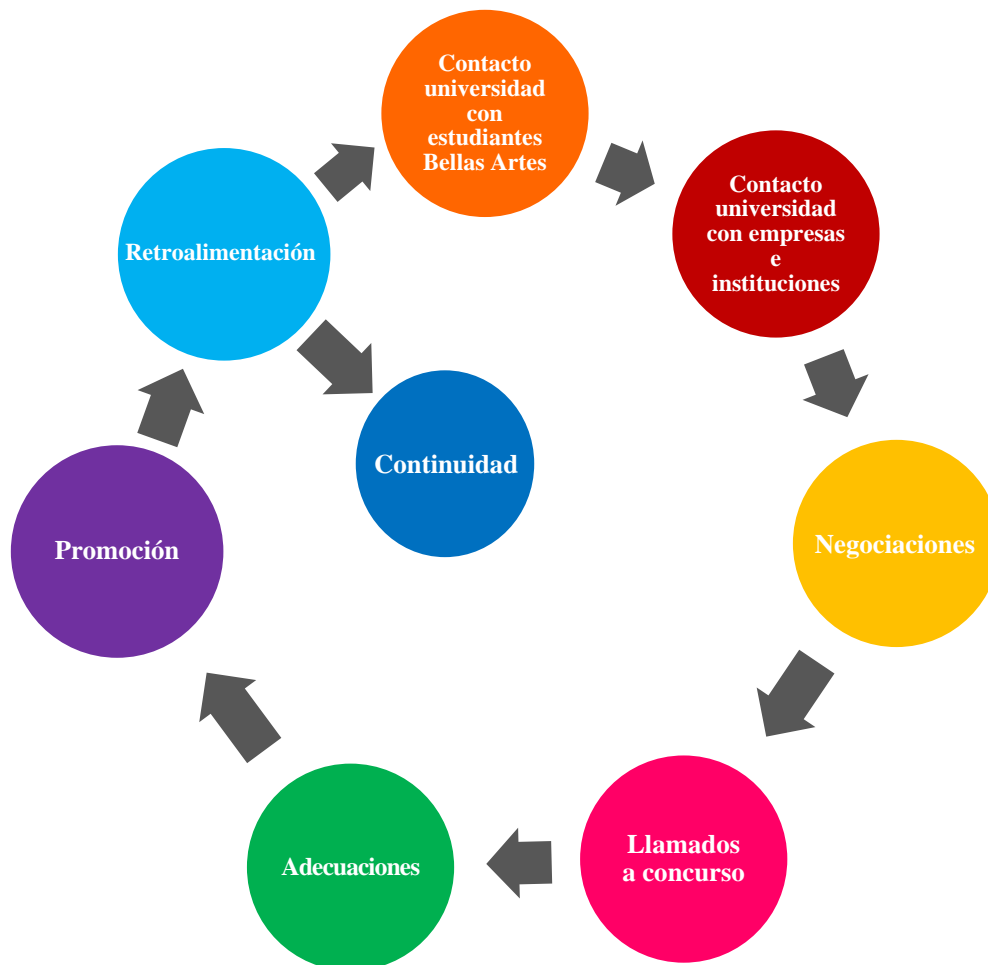 Contacto
universidad
con
estudiantes
Bellas Artes
Contacto
universidad
con empresas
e
instituciones
Negociaciones
Llamados
a concurso
Adecuaciones
Promoción
Retroalimentación
Continuidad